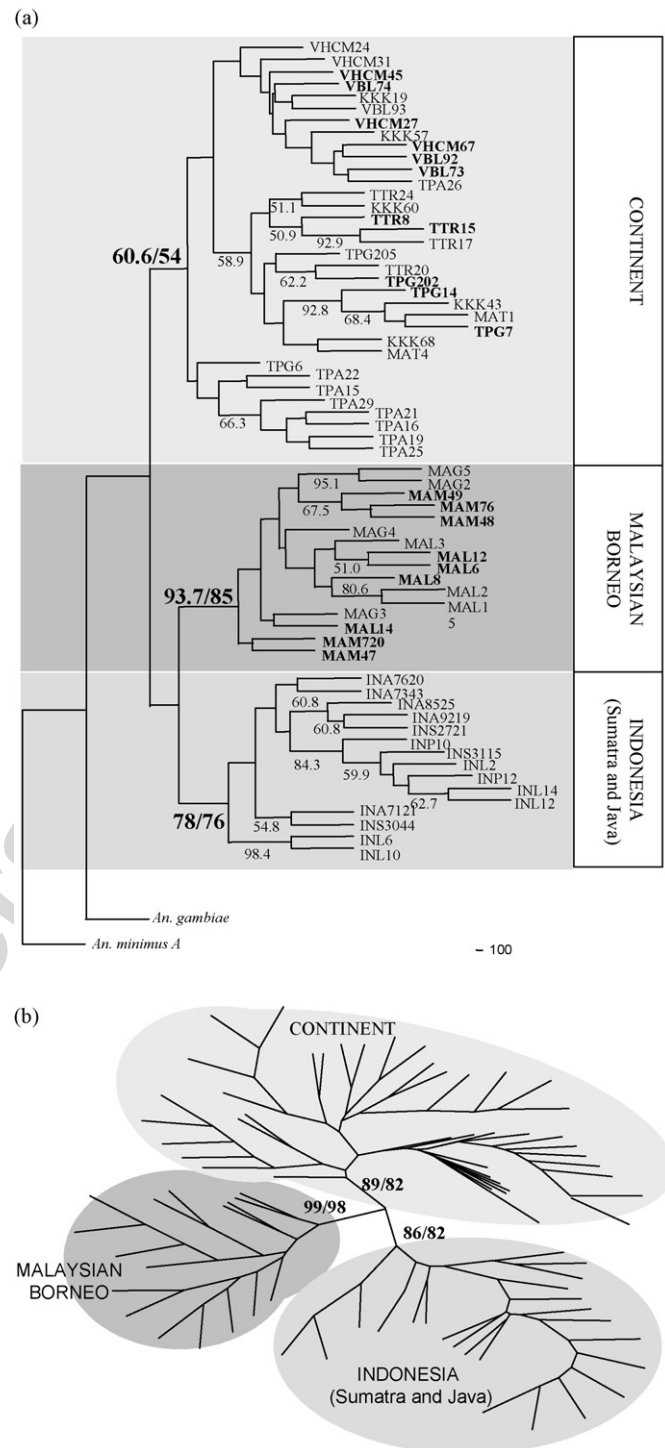 (a)
VHCM24
VHCM31
VHCM45
VBL74
KKK19
VBL93
VHCM27
KKK57
VHCM67
VBL92
VBL73
TPA26
TTR24
51.1
KKK60
TTR8
50.9
TTR15
92.9
TTR17
60.6/54
58.9
TPG205
TTR20
62.2
TPG202
TPG14
92.8
KKK43
68.4
MAT1
TPG7
KKK68
MAT4
TPG6
TPA22
TPA15
TPA29
66.3
TPA21
TPA16
TPA19
TPA25
CONTINENT
MAG5
95.1
MAG2
MAM49
67.5
MAM76
MAM48
MAG4
MAL3
MAL12
51.0
MAL6
MAL8
80.6
MAL2
MAL1
5
93.7/85
MAG3
MAL14
MAM720
MAM47
MALAYSIAN
BORNEO
INA7620
INA7343
60.8
INA8525
INA9219
60.8
INS2721
INP10
84.3
INS3115
59.9
INL2
INP12
INL14
62.7
INL12
78/76
INA7121
54.8
INS3044
INL6
98.4
INL10
INDONESIA
(Sumatra and Java)
An. gambiae
An. minimus A
100
(b)
CONTINENT
89/82
99/98
86/82
MALAYSIAN
BORNEO
INDONESIA
(Sumatra and Java)